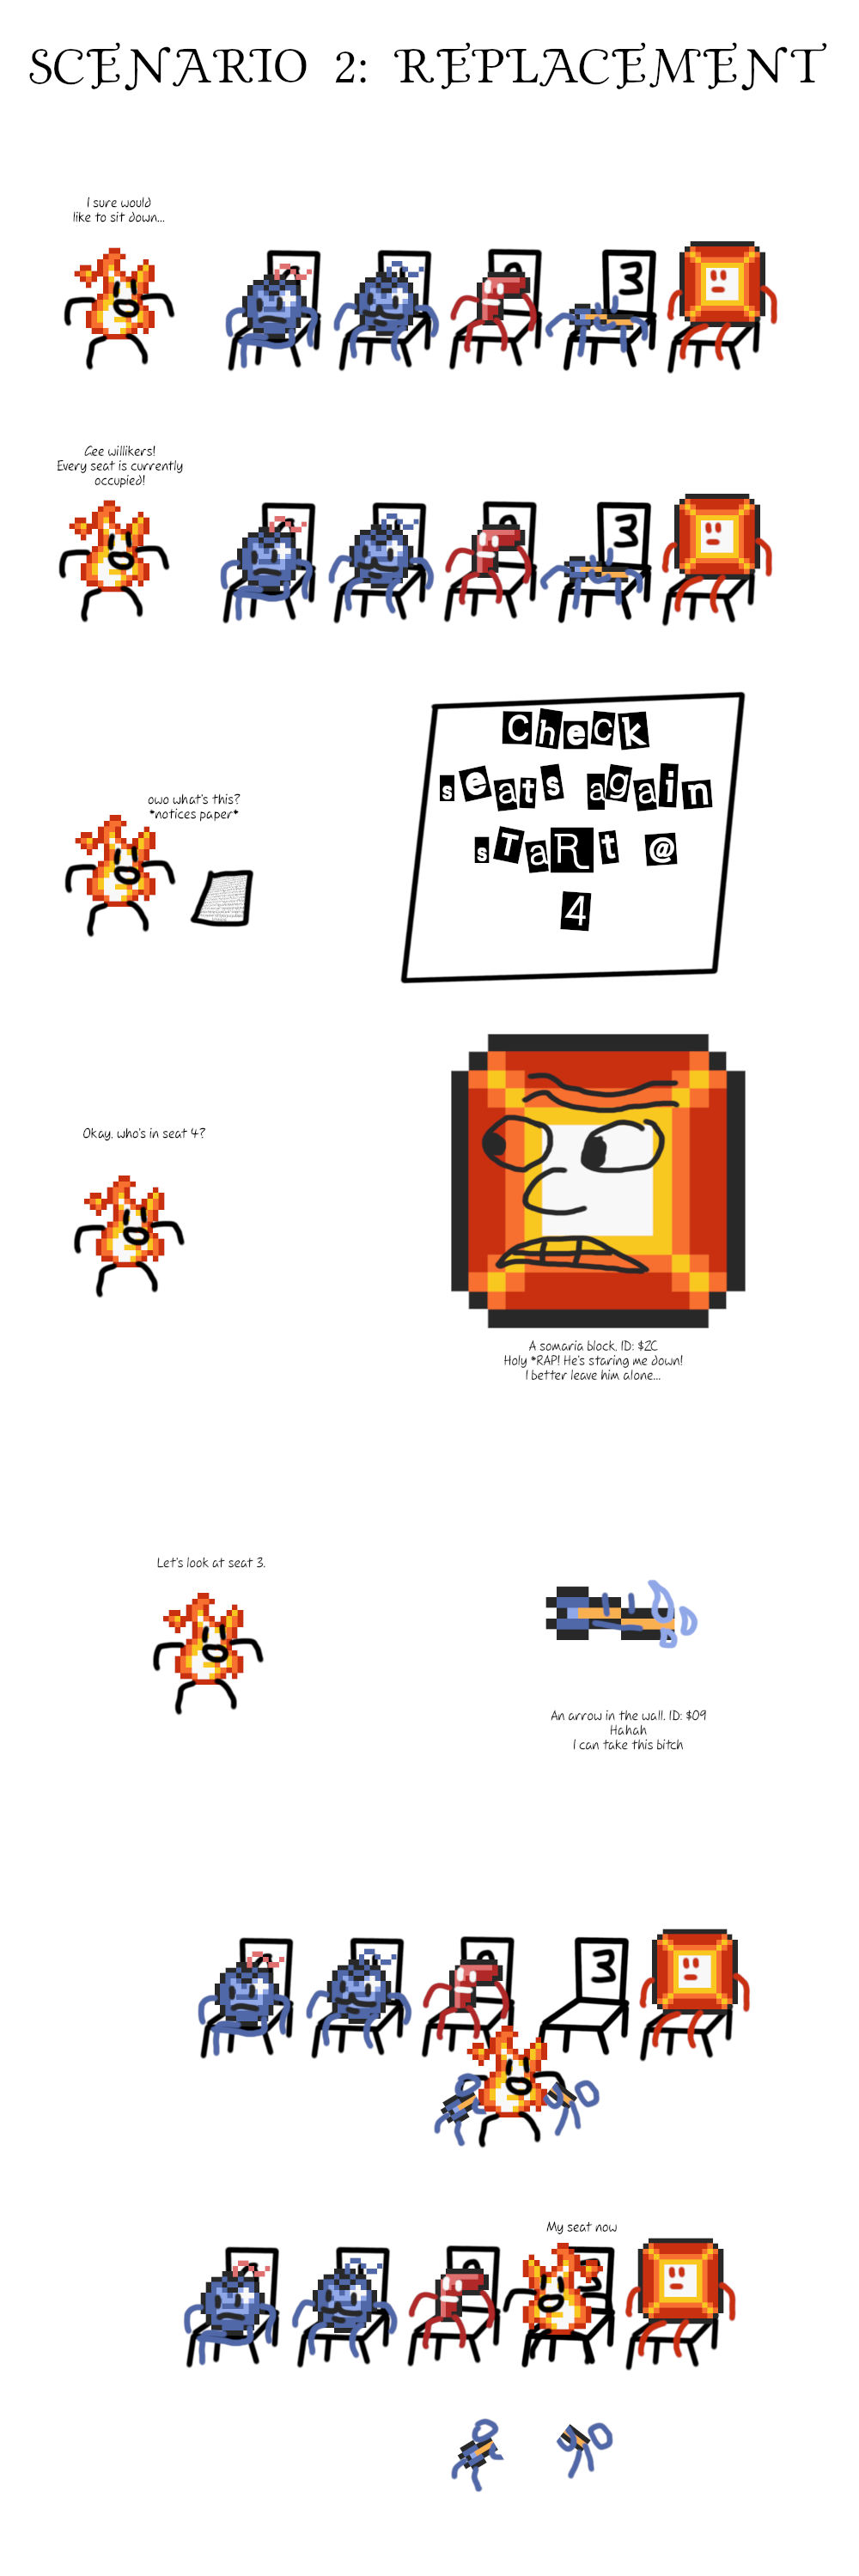 SCENARIO 2: REPLACEMENT
I sure would
like to sit down...
3
Gee willikers!
Every seat is currently
occupied!
3
owo what's this?
*notices paper*
Check
seats again
sTaRt @
4
Okay, who's in seat 4?
A somaria block. ID: $2C
Holy *RAP! He's staring me down!
I better leave him alone...
Let's look at seat 3.
An arrow in the wall. ID: $09
Hahah
I can take this bitch
3
My seat now